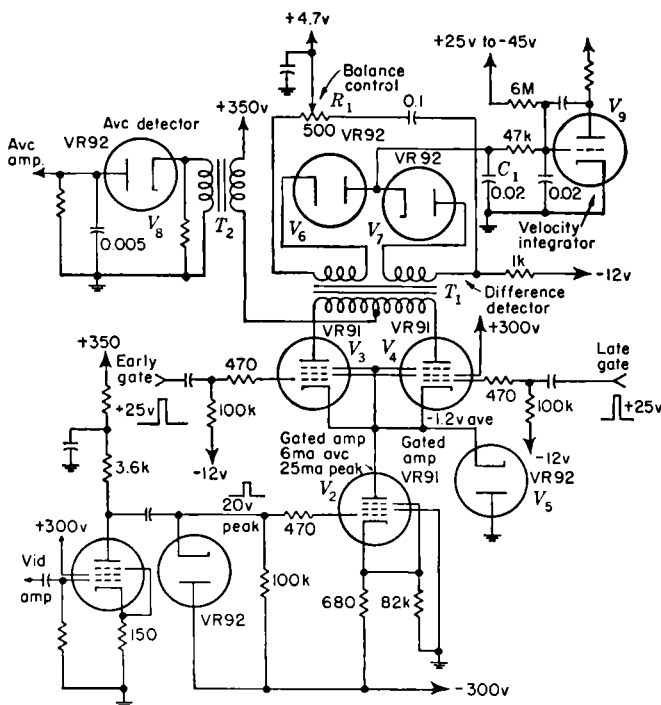 +4.7v
Balance
control
R₁
500
0.1
VR92
+25v to -45v
6M
V₉
+350v
Avc detector
VR92
Avc
amp.
V₈
T₂
0.005
VR92
47k
C₁
0.02
0.02
V₆
V₇
Velocity
integrator
1k
-12v
T₁
Difference
detector
VR91
VR91
+300v
V₃
V₄
+350
Early
gate
470
Late
gate
470
+25v
100k
-12v
-1.2v ave
100k
+25v
-12v
Gated amp
6ma avc
25ma peak
Gated
amp
VR91
VR92
V₅
3.6k
V₂
20v
peak
470
+300v
Vid
amp
100k
VR92
680
82k
150
-300v